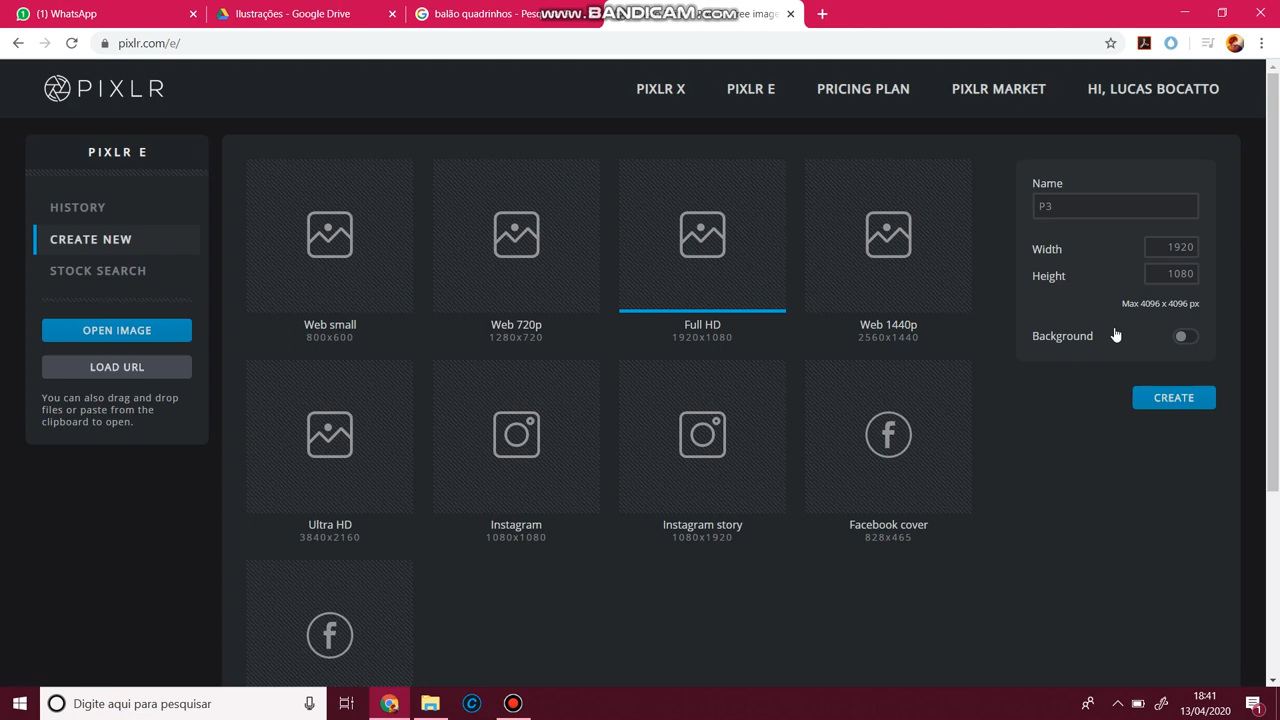 (1) WhatsApp
Ilustrações - Google Drive
balão quadrinhos - Pes
www.BANDICAM.com
ree image
pixlr.com/e/
PIXLR
PIXLR X
PIXLR E
PRICING PLAN
PIXLR MARKET
HI, LUCAS BOCATTO
PIXLR E
HISTORY
CREATE NEW
STOCK SEARCH
OPEN IMAGE
LOAD URL
You can also drag and drop
files or paste from the
clipboard to open.
Web small
800x600
Web 720p
1280x720
Full HD
1920x1080
Web 1440p
2560x1440
Ultra HD
3840x2160
Instagram
1080x1080
Instagram story
1080x1920
Facebook cover
828x465
Name
P3
Width 1920
Height 1080
Max 4096 x 4096 px
Background
CREATE
Digite aqui para pesquisar
18:41
13/04/2020
1